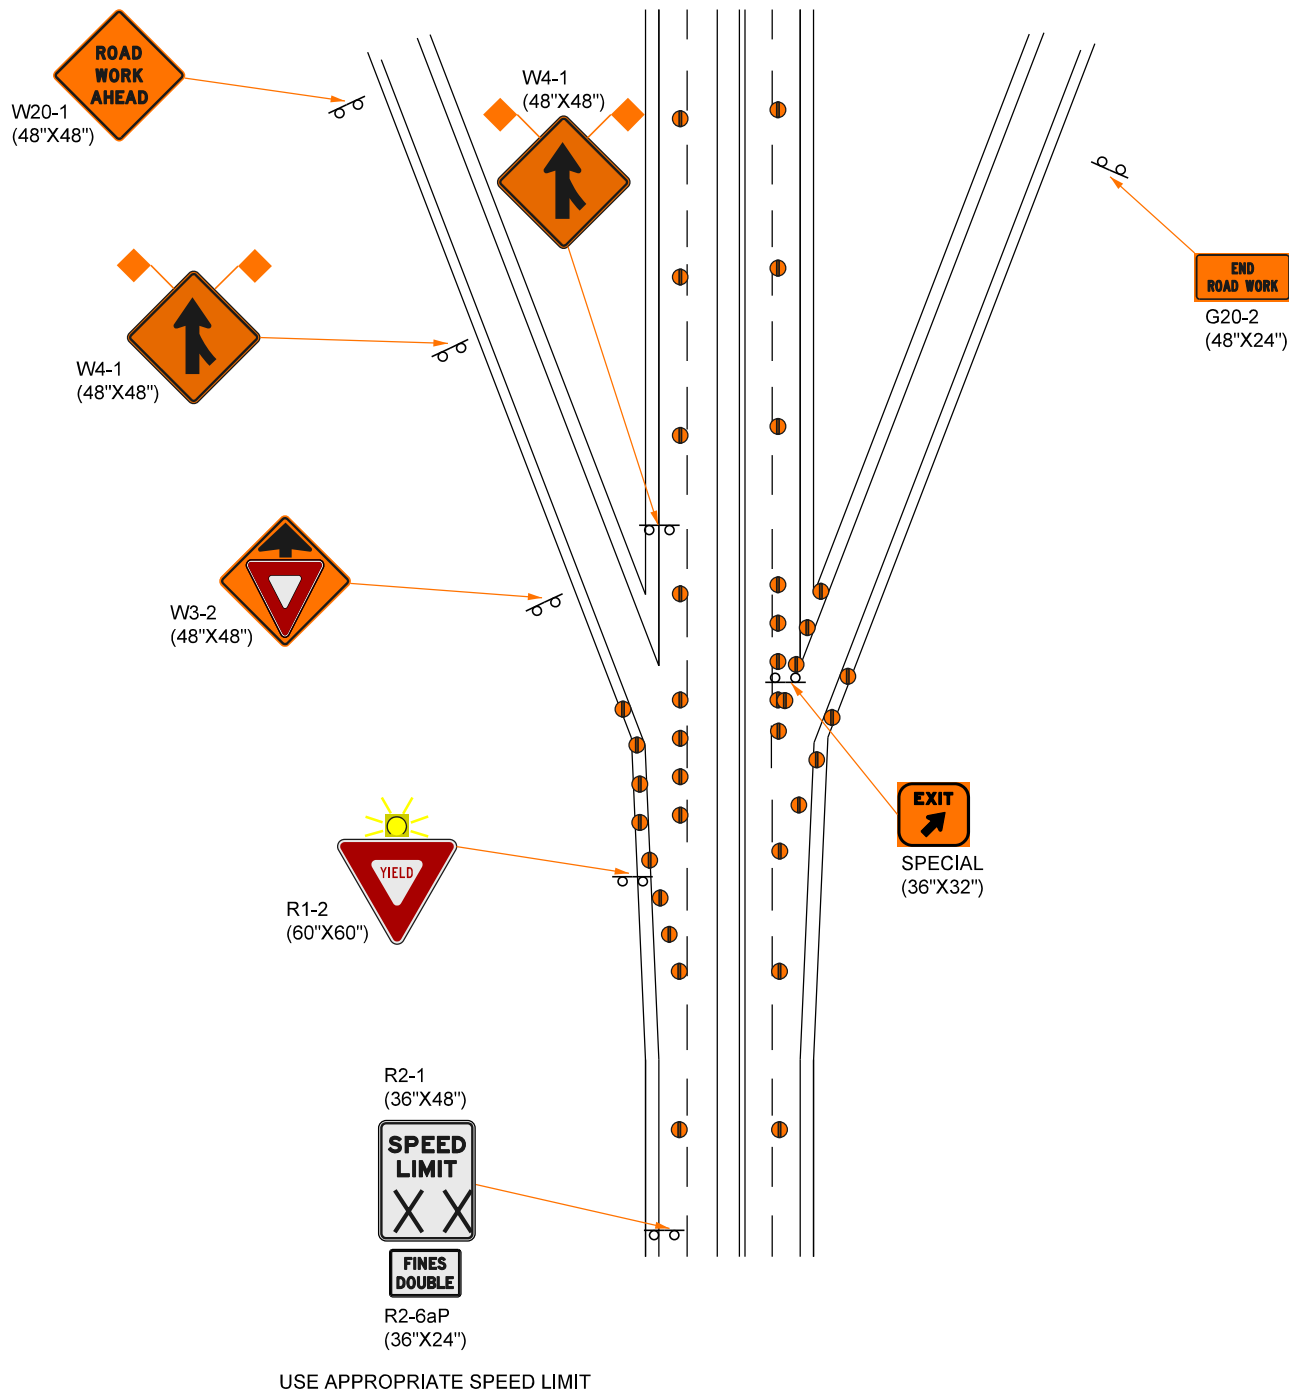 ROAD
WORK
AHEAD
W20-1
(48"X48")
W4-1
(48"X48")
END
ROAD WORK
G20-2
(48"X24")
W4-1
(48"X48")
W3-2
(48"X48")
YIELD
R1-2
(60"X60")
EXIT
SPECIAL
(36"X32")
R2-1
(36"X48")
SPEED
LIMIT
X X
FINES
DOUBLE
R2-6aP
(36"X24")
USE APPROPRIATE SPEED LIMIT